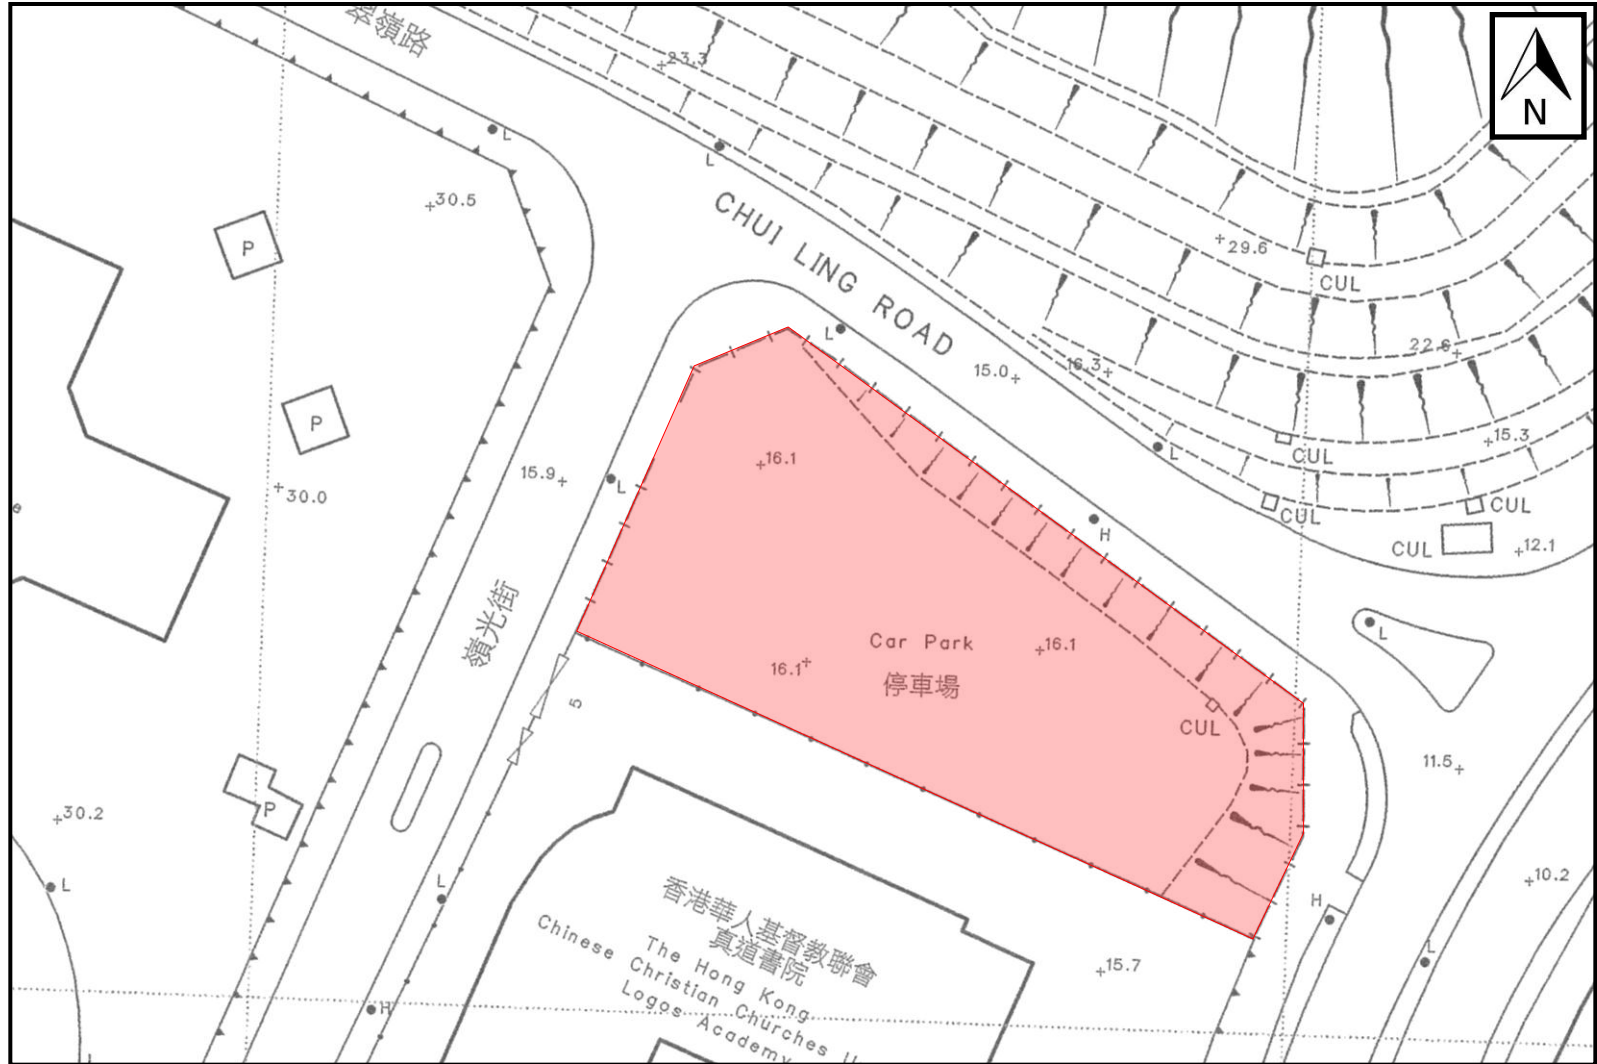 翠嶺路
N
23.3
L
L
30.5
P
CHUI LING ROAD
29.6
CUL
L
15.0
16.3
22.6
P
15.3
CUL
L
16.1
15.9
L
30.0
CUL
CUL
H
CUL
12.1
嶺光街
L
Car Park
停車場
16.1
16.1
5
CUL
11.5
30.2
P
L
L
10.2
H
L
香港華人基督教聯會
真道書院
The Hong Kong
Chinese Christian Churches U
Logos Academy
15.7
H